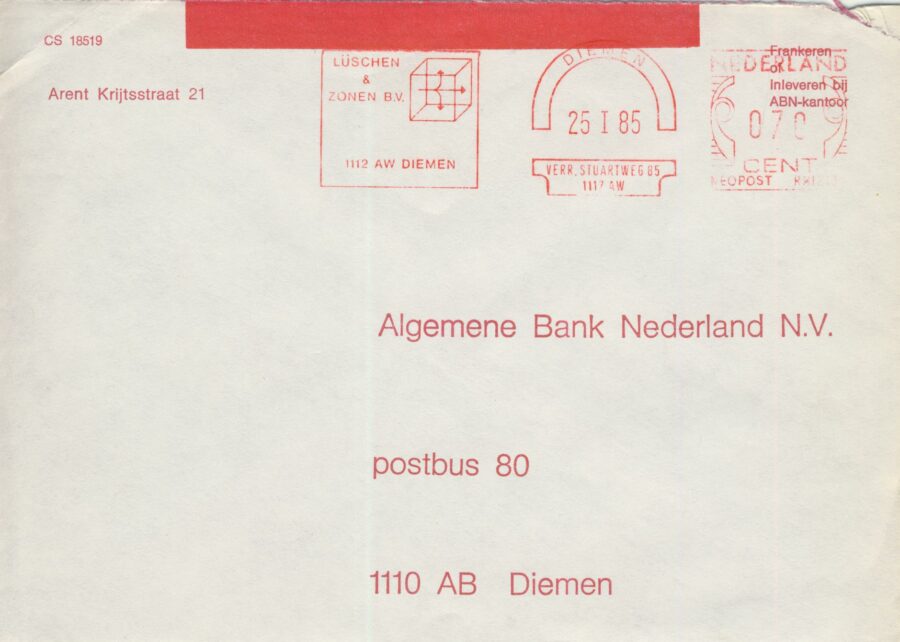 CS 18519
Arent Krijtsstraat 21
LÜSCHEN
&
ZONEN B.V.
1112 AW DIEMEN
DIEMEN
25 I 85
VERR. STUARTWEG 85
1112 AW
Frankeren
of
Inleveren bij
ABN-kantoor
NEDERLAND
070
CENT
NEOPOST
Algemene Bank Nederland N.V.
postbus 80
1110 AB Diemen